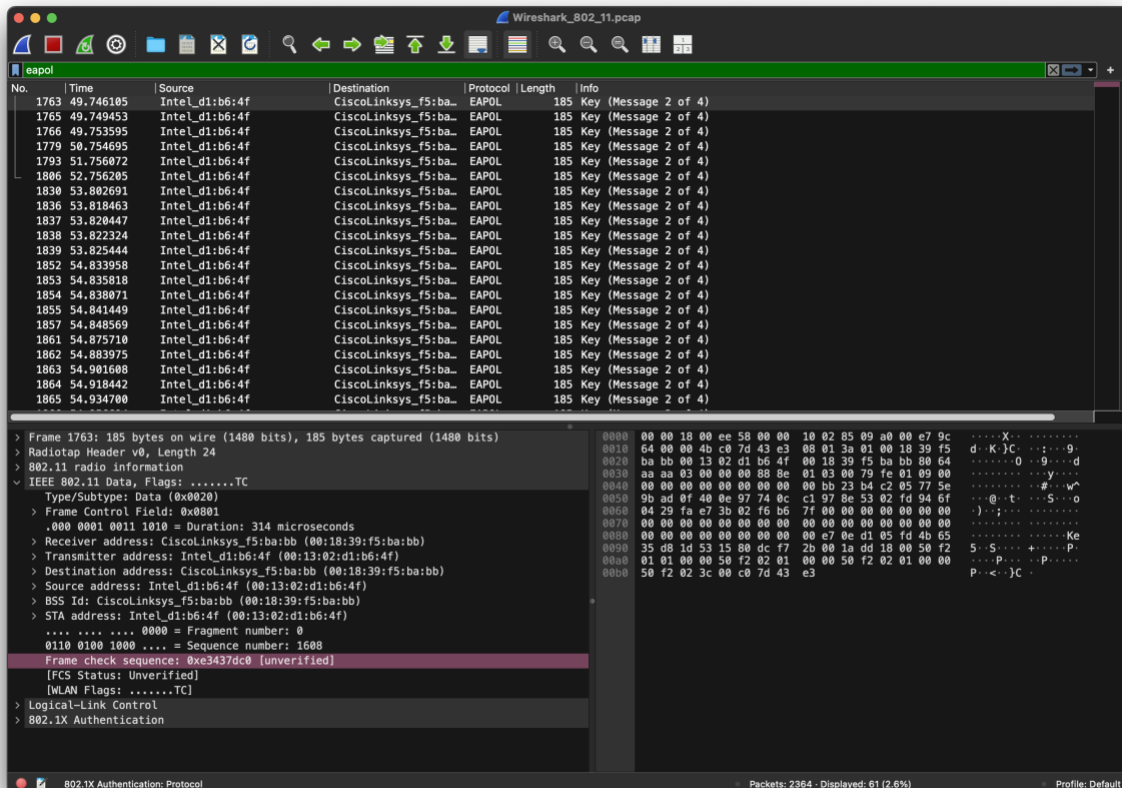 Wireshark_802_11.pcap
eapol
No. Time Source Destination Protocol Length Info
1763 49.746105 Intel_d1:b6:4f CiscoLinksys_f5:ba… EAPOL 185 Key (Message 2 of 4)
1765 49.749453 Intel_d1:b6:4f CiscoLinksys_f5:ba… EAPOL 185 Key (Message 2 of 4)
1766 49.753595 Intel_d1:b6:4f CiscoLinksys_f5:ba… EAPOL 185 Key (Message 2 of 4)
1779 50.754695 Intel_d1:b6:4f CiscoLinksys_f5:ba… EAPOL 185 Key (Message 2 of 4)
1793 51.756072 Intel_d1:b6:4f CiscoLinksys_f5:ba… EAPOL 185 Key (Message 2 of 4)
1806 52.756205 Intel_d1:b6:4f CiscoLinksys_f5:ba… EAPOL 185 Key (Message 2 of 4)
1830 53.802691 Intel_d1:b6:4f CiscoLinksys_f5:ba… EAPOL 185 Key (Message 2 of 4)
1836 53.818463 Intel_d1:b6:4f CiscoLinksys_f5:ba… EAPOL 185 Key (Message 2 of 4)
1837 53.820447 Intel_d1:b6:4f CiscoLinksys_f5:ba… EAPOL 185 Key (Message 2 of 4)
1838 53.822324 Intel_d1:b6:4f CiscoLinksys_f5:ba… EAPOL 185 Key (Message 2 of 4)
1839 53.825444 Intel_d1:b6:4f CiscoLinksys_f5:ba… EAPOL 185 Key (Message 2 of 4)
1852 54.833958 Intel_d1:b6:4f CiscoLinksys_f5:ba… EAPOL 185 Key (Message 2 of 4)
1853 54.835818 Intel_d1:b6:4f CiscoLinksys_f5:ba… EAPOL 185 Key (Message 2 of 4)
1854 54.838071 Intel_d1:b6:4f CiscoLinksys_f5:ba… EAPOL 185 Key (Message 2 of 4)
1855 54.841449 Intel_d1:b6:4f CiscoLinksys_f5:ba… EAPOL 185 Key (Message 2 of 4)
1857 54.848569 Intel_d1:b6:4f CiscoLinksys_f5:ba… EAPOL 185 Key (Message 2 of 4)
1861 54.875710 Intel_d1:b6:4f CiscoLinksys_f5:ba… EAPOL 185 Key (Message 2 of 4)
1862 54.883975 Intel_d1:b6:4f CiscoLinksys_f5:ba… EAPOL 185 Key (Message 2 of 4)
1863 54.901608 Intel_d1:b6:4f CiscoLinksys_f5:ba… EAPOL 185 Key (Message 2 of 4)
1864 54.918442 Intel_d1:b6:4f CiscoLinksys_f5:ba… EAPOL 185 Key (Message 2 of 4)
1865 54.934700 Intel_d1:b6:4f CiscoLinksys_f5:ba… EAPOL 185 Key (Message 2 of 4)
Frame 1763: 185 bytes on wire (1480 bits), 185 bytes captured (1480 bits)
Radiotap Header v0, Length 24
802.11 radio information
IEEE 802.11 Data, Flags: .......TC
Type/Subtype: Data (0x0020)
Frame Control Field: 0x0801
.000 0001 0011 1010 = Duration: 314 microseconds
Receiver address: CiscoLinksys_f5:ba:bb (00:18:39:f5:ba:bb)
Transmitter address: Intel_d1:b6:4f (00:13:02:d1:b6:4f)
Destination address: CiscoLinksys_f5:ba:bb (00:18:39:f5:ba:bb)
Source address: Intel_d1:b6:4f (00:13:02:d1:b6:4f)
BSS Id: CiscoLinksys_f5:ba:bb (00:18:39:f5:ba:bb)
STA address: Intel_d1:b6:4f (00:13:02:d1:b6:4f)
.... .... .... 0000 = Fragment number: 0
0110 0100 1000 .... = Sequence number: 1608
Frame check sequence: 0xe3437dc0 [unverified]
[FCS Status: Unverified]
[WLAN Flags: .......TC]
Logical-Link Control
802.1X Authentication
0000 00 00 18 00 ee 58 00 00 10 02 85 09 a0 00 e7 9c ·····X·· ········
0010 64 00 00 4b c0 7d 43 e3 08 01 3a 01 00 18 39 f5 d··K·}C· ··:···9·
0020 ba bb 00 13 02 d1 b6 4f 00 18 39 f5 ba bb 80 64 ·······O ··9····d
0030 aa aa 03 00 00 00 88 8e 01 03 00 79 fe 01 09 00 ········ ···y····
0040 00 00 00 00 00 00 00 00 00 bb 23 b4 c2 05 77 5e ········ ··#···w^
0050 9b ad 0f 40 0e 97 74 0c c1 97 8e 53 02 fd 94 6f ···@··t· ···S···o
0060 04 29 fa e7 3b 02 f6 b6 7f 00 00 00 00 00 00 00 ·)··;··· ········
0070 00 00 00 00 00 00 00 00 00 00 00 00 00 00 00 00 ········ ········
0080 00 00 00 00 00 00 00 00 00 e7 0e d1 05 fd 4b 65 ········ ······Ke
0090 35 d8 1d 53 15 80 dc f7 2b 00 1a dd 18 00 50 f2 5··S···· +·····P·
00a0 01 01 00 00 50 f2 02 01 00 00 50 f2 02 01 00 00 ····P··· ··P·····
00b0 50 f2 02 3c 00 c0 7d 43 e3 P··<··}C ·
802.1X Authentication: Protocol
Packets: 2364 · Displayed: 61 (2.6%)
Profile: Default